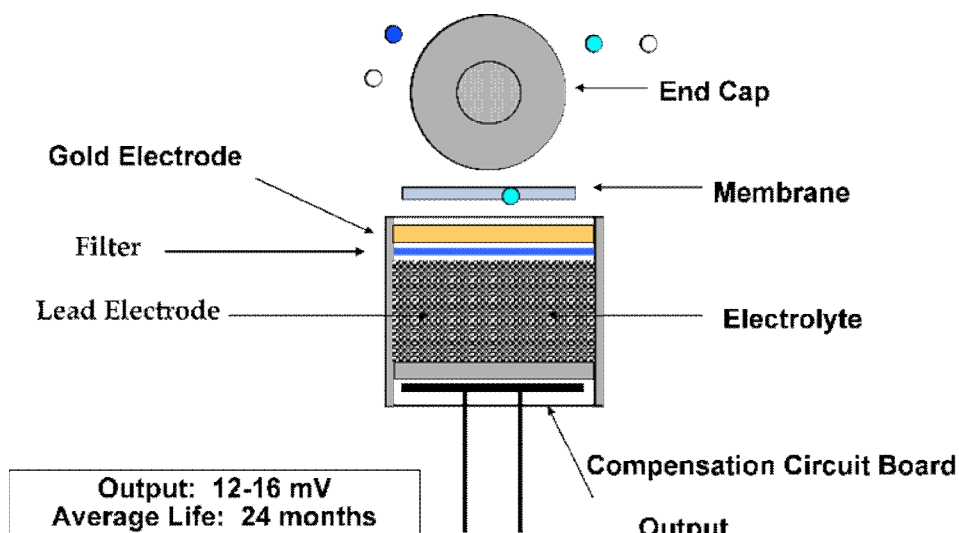 End Cap
Gold Electrode
Membrane
Filter
Lead Electrode
Electrolyte
Compensation Circuit Board
Output: 12-16 mV
Average Life: 24 months
Output